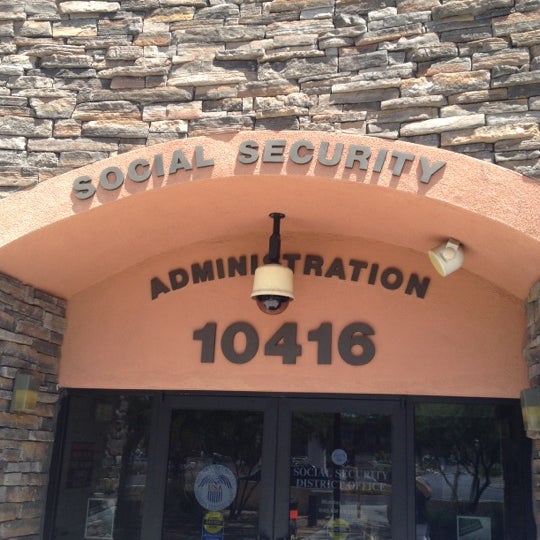 SOCIAL SECURITY
ADMINISTRATION
10416
SOCIAL SECURITY
DISTRICT OFFICE